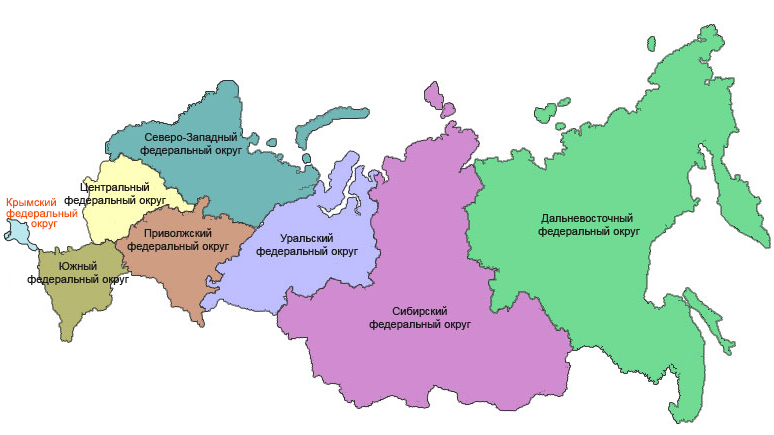 Северо-Западный
федеральный округ
Центральный
федеральный округ
Крымский
федеральный
округ
Приволжский
федеральный округ
Уральский
федеральный округ
Дальневосточный
федеральный округ
Южный
федеральный округ
Сибирский
федеральный округ